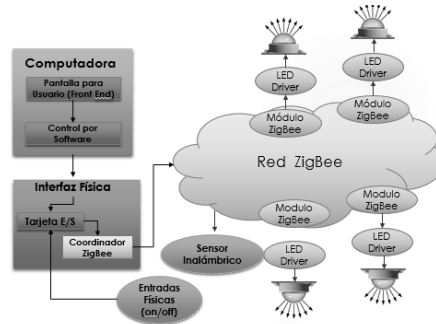 Computadora
Pantalla para
Usuario (Front End)
Control por
Software
Interfaz Física
Tarjeta E/S
Coordinador
ZigBee
Entradas
Físicas
(on/off)
LED
Driver
Módulo
ZigBee
LED
Driver
Módulo
ZigBee
Red ZigBee
Modulo
ZigBee
Modulo
ZigBee
Sensor
Inalámbrico
LED
Driver
LED
Driver